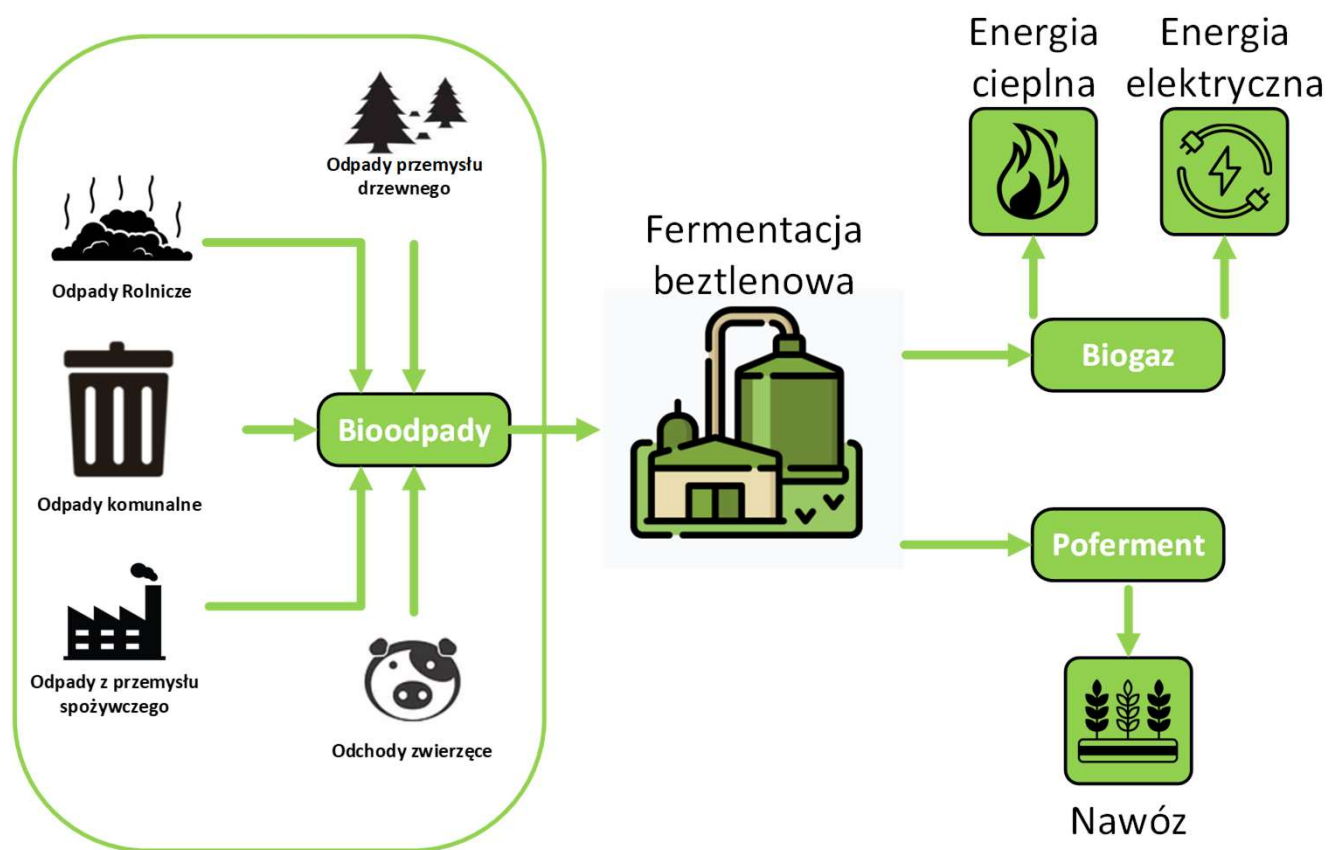 Odpady przemysłu
drzewnego
Odpady Rolnicze
Odpady komunalne
Odpady z przemysłu
spożywczego
Odchody zwierzęce
Bioodpady
Fermentacja
beztlenowa
Energia
cieplna
Energia
elektryczna
Biogaz
Poferment
Nawóz